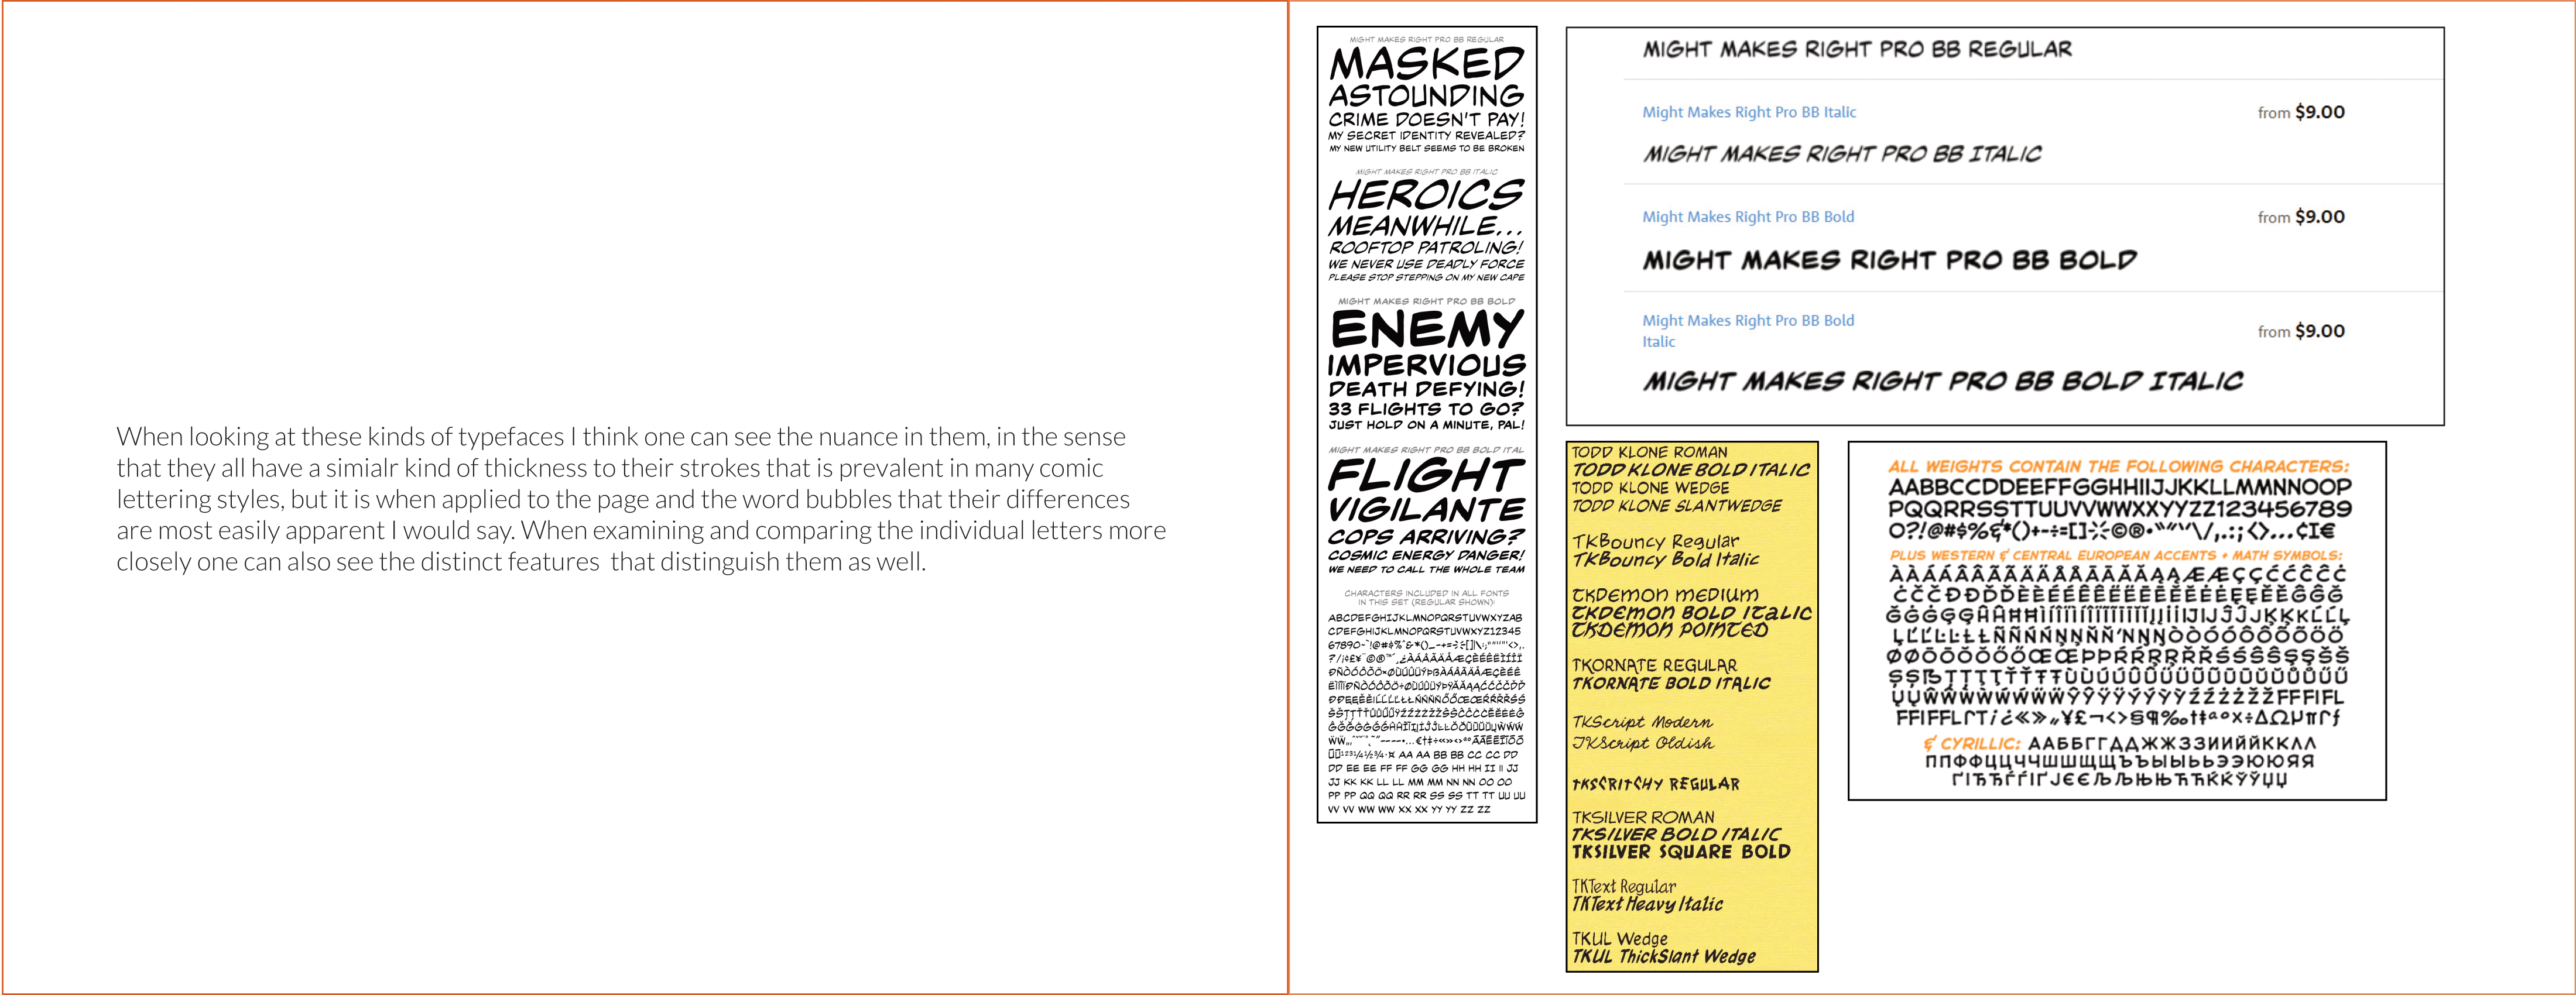 When looking at these kinds of typefaces I think one can see the nuance in them, in the sense
that they all have a simialr kind of thickness to their strokes that is prevalent in many comic
lettering styles, but it is when applied to the page and the word bubbles that their differences
are most easily apparent I would say. When examining and comparing the individual letters more
closely one can also see the distinct features  that distinguish them as well.
MIGHT MAKES RIGHT PRO BB REGULAR
MASKED
ASTOUNDING
CRIME DOESN'T PAY!
MY SECRET IDENTITY REVEALED?
MY NEW UTILITY BELT SEEMS TO BE BROKEN
MIGHT MAKES RIGHT PRO BB ITALIC
HEROICS
MEANWHILE...
ROOFTOP PATROLING!
WE NEVER USE DEADLY FORCE
PLEASE STOP STEPPING ON MY NEW CAPE
MIGHT MAKES RIGHT PRO BB BOLD
ENEMY
IMPERVIOUS
DEATH DEFYING!
33 FLIGHTS TO GO?
JUST HOLD ON A MINUTE, PAL!
MIGHT MAKES RIGHT PRO BB BOLD ITAL
FLIGHT
VIGILANTE
COPS ARRIVING?
COSMIC ENERGY DANGER!
WE NEED TO CALL THE WHOLE TEAM
CHARACTERS INCLUDED IN ALL FONTS
IN THIS SET (REGULAR SHOWN):
ABCDEFGHIJKLMNOPQRSTUVWXYZAB
CDEFGHIJKLMNOPQRSTUVWXYZ12345
DD EE EE FF FF GG GG HH HH II II JJ
JJ KK KK LL LL MM MM NN NN OO OO
PP PP QQ QQ RR RR SS SS TT TT UU UU
VV VV WW WW XX XX YY YY ZZ ZZ
MIGHT MAKES RIGHT PRO BB REGULAR
Might Makes Right Pro BB Italic from $9.00
MIGHT MAKES RIGHT PRO BB ITALIC
Might Makes Right Pro BB Bold from $9.00
MIGHT MAKES RIGHT PRO BB BOLD
Might Makes Right Pro BB Bold
Italic from $9.00
MIGHT MAKES RIGHT PRO BB BOLD ITALIC
TODD KLONE ROMAN
TODD KLONE BOLD ITALIC
TODD KLONE WEDGE
TODD KLONE SLANTWEDGE
TKBouncy Regular
TKBouncy Bold Italic
TKDEMON MEDIUM
TKDEMON BOLD ITALIC
TKDEMON POINTED
TKORNATE REGULAR
TKORNATE BOLD ITALIC
TKScript Modern
TKScript Oldish
TKSCRITCHY REGULAR
TKSILVER ROMAN
TKSILVER BOLD ITALIC
TKSILVER SQUARE BOLD
TKText Regular
TKText Heavy Italic
TKUL Wedge
TKUL ThickSlant Wedge
ALL WEIGHTS CONTAIN THE FOLLOWING CHARACTERS:
AABBCCDDEEFFGGHHIIJJKKLLMMNNOOP
PQQRRSSTTUUVVWWXXYYZZ123456789
PLUS WESTERN & CENTRAL EUROPEAN ACCENTS + MATH SYMBOLS:
& CYRILLIC: ААББГГДДЖЖЗЗИИЙЙККЛЛ
ППФФЦЦЧЧШШЩЩЪЪЫЫЬЬЭЭЮЮЯЯ